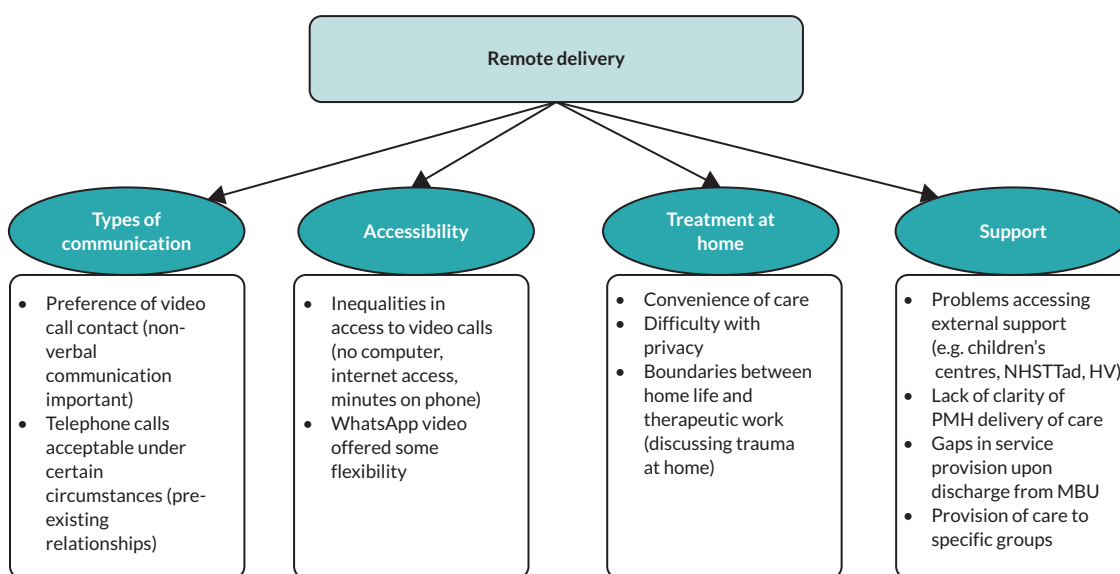 Remote delivery
Types of
communication
• Preference of video
call contact (non-
verbal
communication
important)
• Telephone calls
acceptable under
certain
circumstances (pre-
existing
relationships)
Accessibility
• Inequalities in
access to video calls
(no computer,
internet access,
minutes on phone)
• WhatsApp video
offered some
flexibility
Treatment at
home
• Convenience of care
• Difficulty with
privacy
• Boundaries between
home life and
therapeutic work
(discussing trauma
at home)
Support
• Problems accessing
external support
(e.g. children’s
centres, NHSTTad, HV)
• Lack of clarity of
PMH delivery of care
• Gaps in service
provision upon
discharge from MBU
• Provision of care to
specific groups